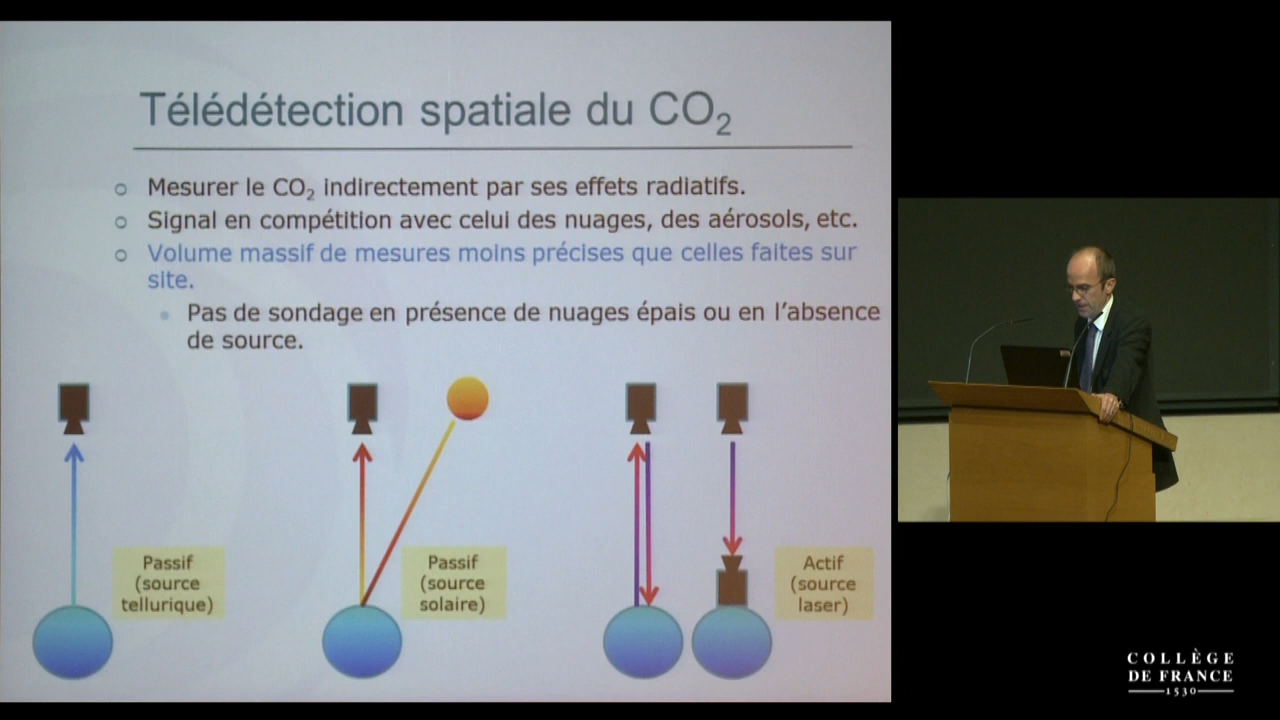 Télédétection spatiale du CO₂
Mesurer le CO₂ indirectement par ses effets radiatifs.
Signal en compétition avec celui des nuages, des aérosols, etc.
Volume massif de mesures moins précises que celles faites sur
site.
Pas de sondage en présence de nuages épais ou en l'absence
de source.
Passif
(source
tellurique)
Passif
(source
solaire)
Actif
(source
laser)
COLLÈGE
DE FRANCE
1530